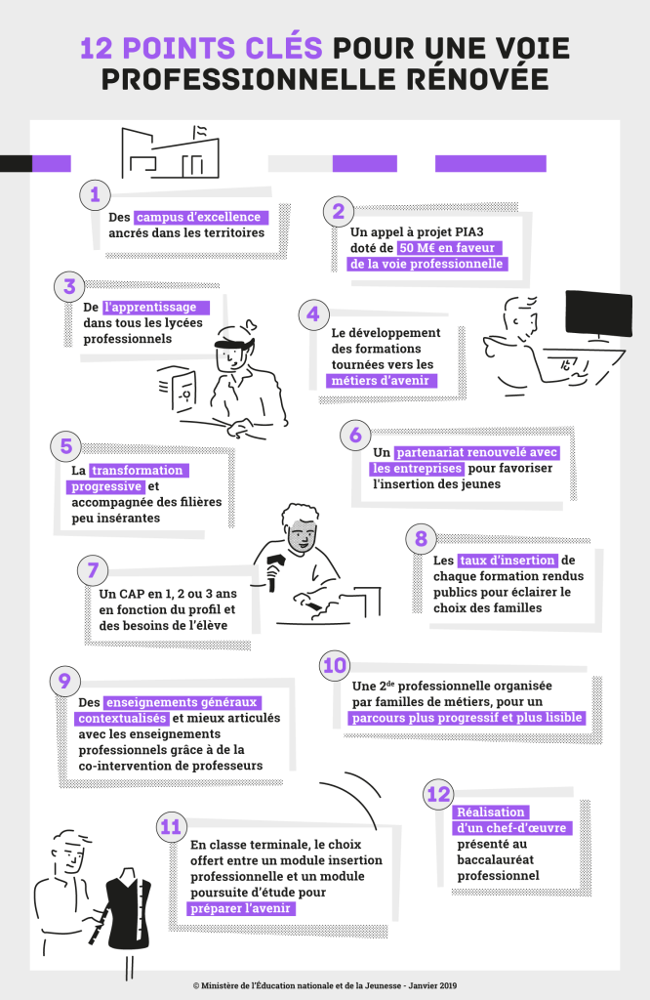 12 POINTS CLÉS POUR UNE VOIE
PROFESSIONNELLE RÉNOVÉE
1
Des campus d'excellence
ancrés dans les territoires
2
Un appel à projet PIA3
doté de 50 M€ en faveur
de la voie professionnelle
3
De l'apprentissage
dans tous les lycées
professionnels
4
Le développement
des formations
tournées vers les
métiers d'avenir
5
La transformation
progressive et
accompagnée des filières
peu insérantes
6
Un partenariat renouvelé avec
les entreprises pour favoriser
l'insertion des jeunes
7
Un CAP en 1, 2 ou 3 ans
en fonction du profil et
des besoins de l'élève
8
Les taux d'insertion de
chaque formation rendus
publics pour éclairer le
choix des familles
9
Des enseignements généraux
contextualisés et mieux articulés
avec les enseignements
professionnels grâce à de la
co-intervention de professeurs
10
Une 2de professionnelle organisée
par familles de métiers, pour un
parcours plus progressif et plus lisible
11
En classe terminale, le choix
offert entre un module insertion
professionnelle et un module
poursuite d'étude pour
préparer l'avenir
12
Réalisation
d'un chef-d'œuvre
présenté au
baccalauréat
professionnel
© Ministère de l'Éducation nationale et de la Jeunesse - Janvier 2019